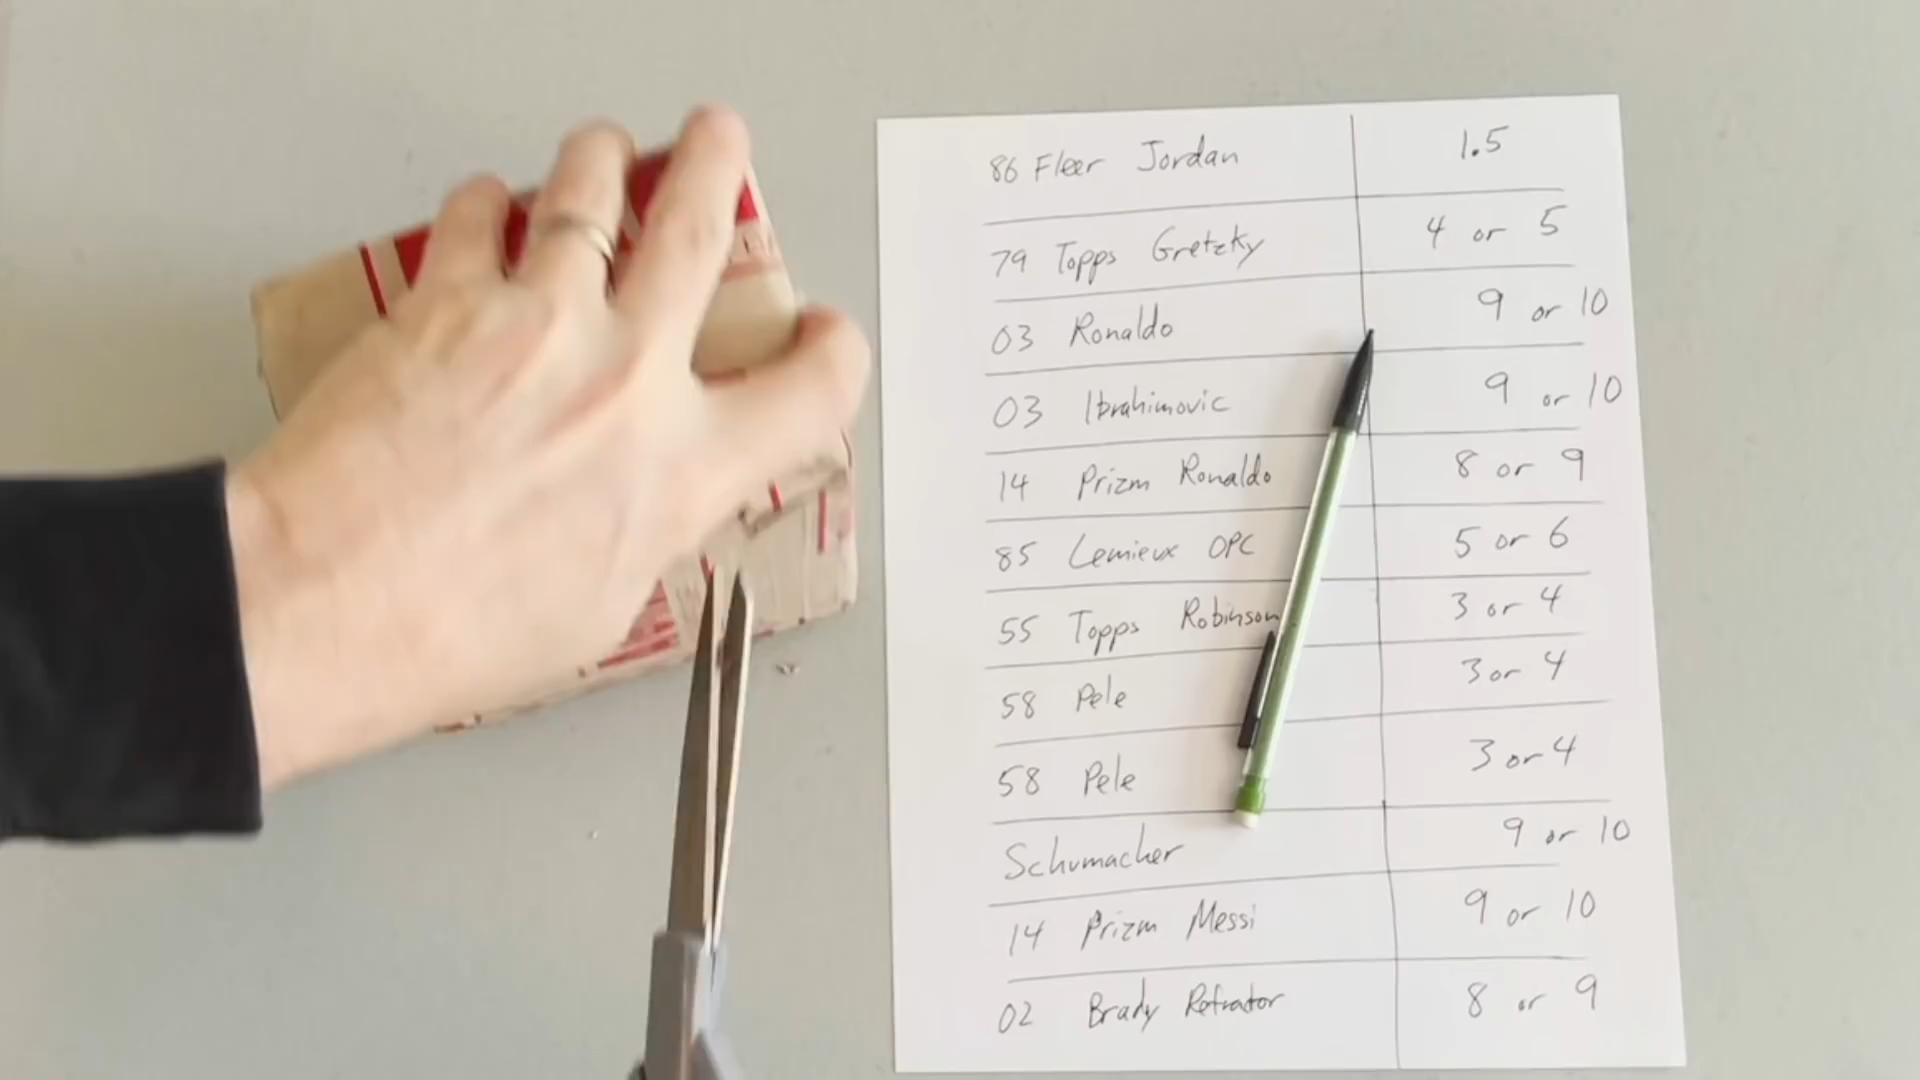 86 Fleer Jordan 1.5
79 Topps Gretzky 4 or 5
03 Ronaldo 9 or 10
03 Ibrahimovic 9 or 10
14 Prizm Ronaldo 8 or 9
85 Lemieux OPC 5 or 6
55 Topps Robinson 3 or 4
58 Pele 3 or 4
58 Pele 3 or 4
Schumacher 9 or 10
14 Prizm Messi 9 or 10
02 Brady Refrator 8 or 9